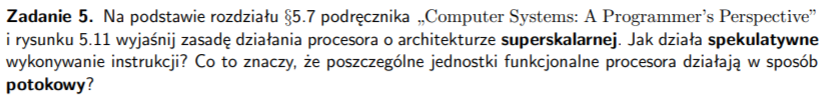 Zadanie 5. Na podstawie rozdziału §5.7 podręcznika „Computer Systems: A Programmer's Perspective”
i rysunku 5.11 wyjaśnij zasadę działania procesora o architekturze superskalarnej. Jak działa spekulatywne
wykonywanie instrukcji? Co to znaczy, że poszczególne jednostki funkcjonalne procesora działają w sposób
potokowy?